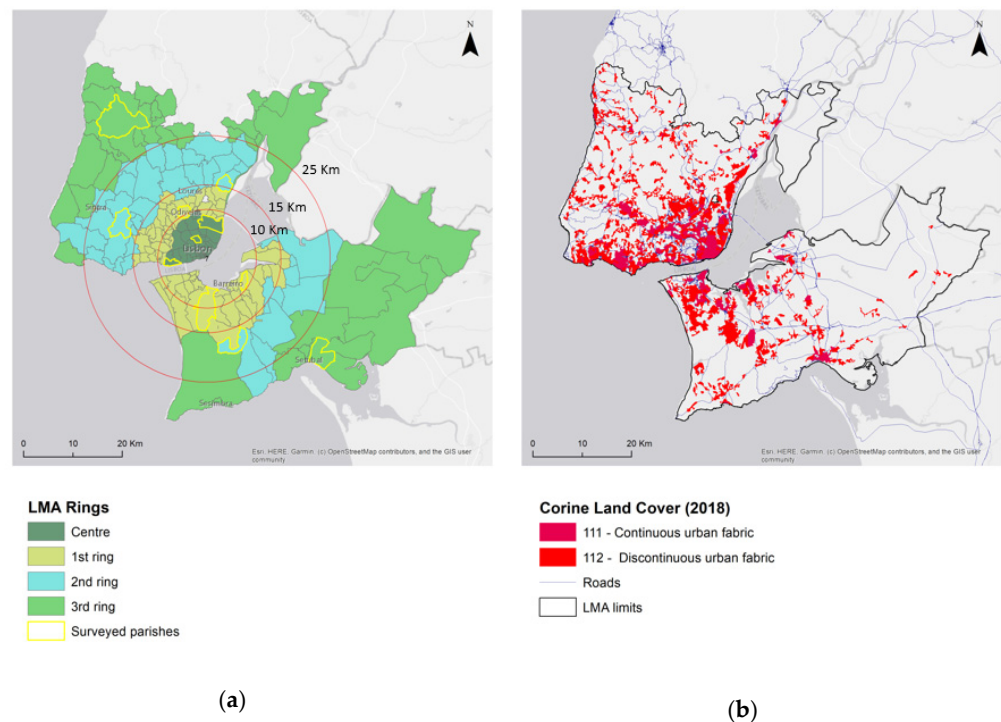 N
25 Km
15 Km
10 Km
Loures
Odivelas
Sintra
Lisbon
Barreiro
Setúbal
Sesimbra
0 10 20 Km
Esri, HERE, Garmin, (c) OpenStreetMap contributors, and the GIS user
community
LMA Rings
Centre
1st ring
2nd ring
3rd ring
Surveyed parishes
(a)
N
0 10 20 Km
Esri, HERE, Garmin, (c) OpenStreetMap contributors, and the GIS user
community
Corine Land Cover (2018)
111 - Continuous urban fabric
112 - Discontinuous urban fabric
Roads
LMA limits
(b)